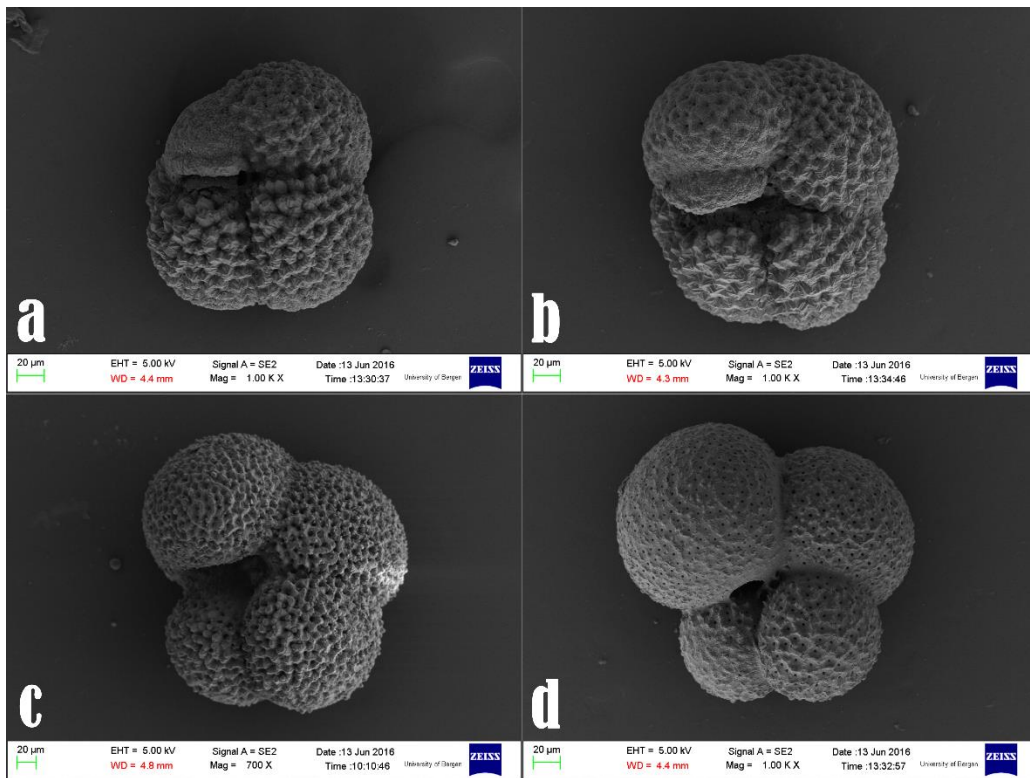 a
20 µm
EHT = 5.00 kV
WD = 4.4 mm
Signal A = SE2
Mag = 1.00 K X
Date :13 Jun 2016
Time :13:30:37
University of Bergen
ZEISS
b
20 µm
EHT = 5.00 kV
WD = 4.3 mm
Signal A = SE2
Mag = 1.00 K X
Date :13 Jun 2016
Time :13:34:46
University of Bergen
ZEISS
c
20 µm
EHT = 5.00 kV
WD = 4.8 mm
Signal A = SE2
Mag = 700 X
Date :13 Jun 2016
Time :10:10:46
University of Bergen
ZEISS
d
20 µm
EHT = 5.00 kV
WD = 4.4 mm
Signal A = SE2
Mag = 1.00 K X
Date :13 Jun 2016
Time :13:32:57
University of Bergen
ZEISS